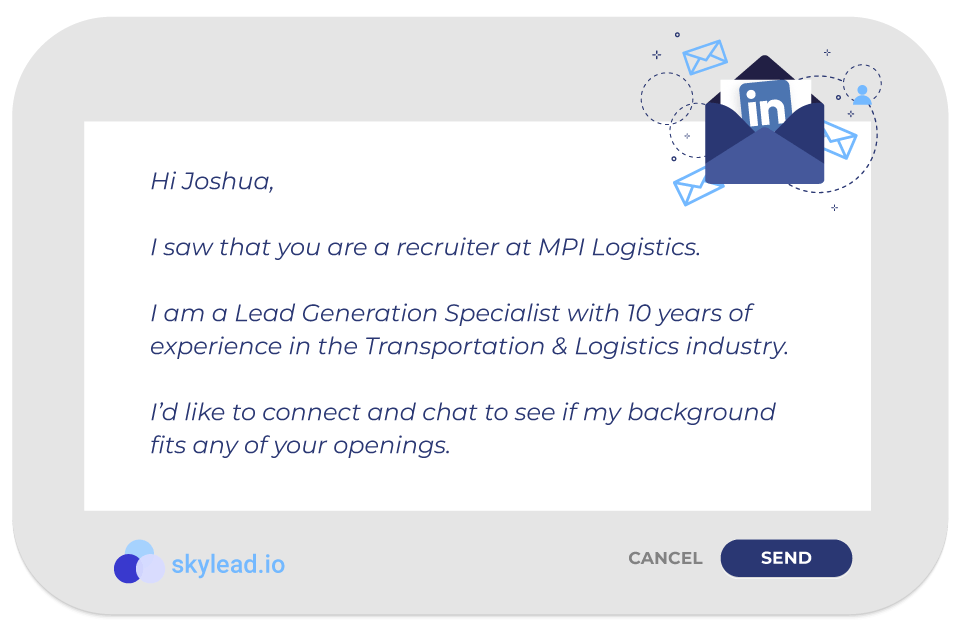 in
Hi Joshua,
I saw that you are a recruiter at MPI Logistics.
I am a Lead Generation Specialist with 10 years of
experience in the Transportation & Logistics industry.
I’d like to connect and chat to see if my background
fits any of your openings.
skylead.io
CANCEL
SEND